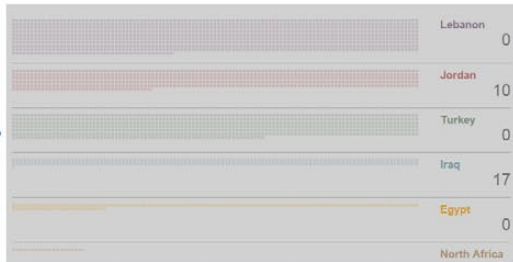 Lebanon
0
Jordan
10
Turkey
0
Iraq
17
Egypt
0
North Africa